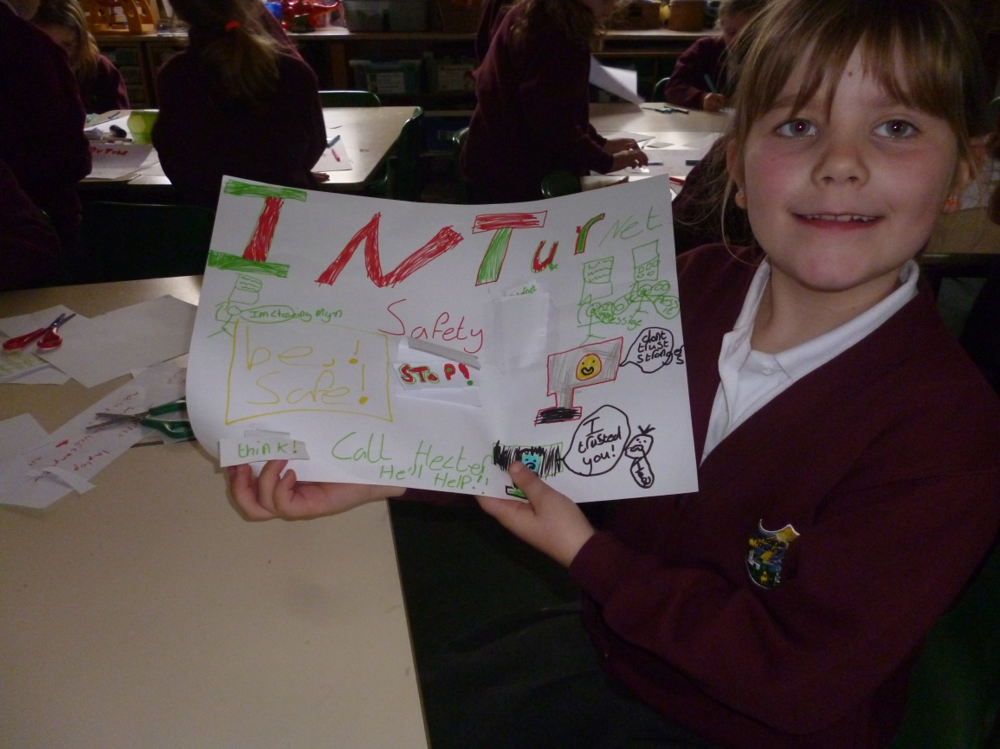 INTurNet
Safety
be!
Safe!
STOP!
dont
trust
strangers
think!
Call Hector
He'll Help!!
I
trusted
you!